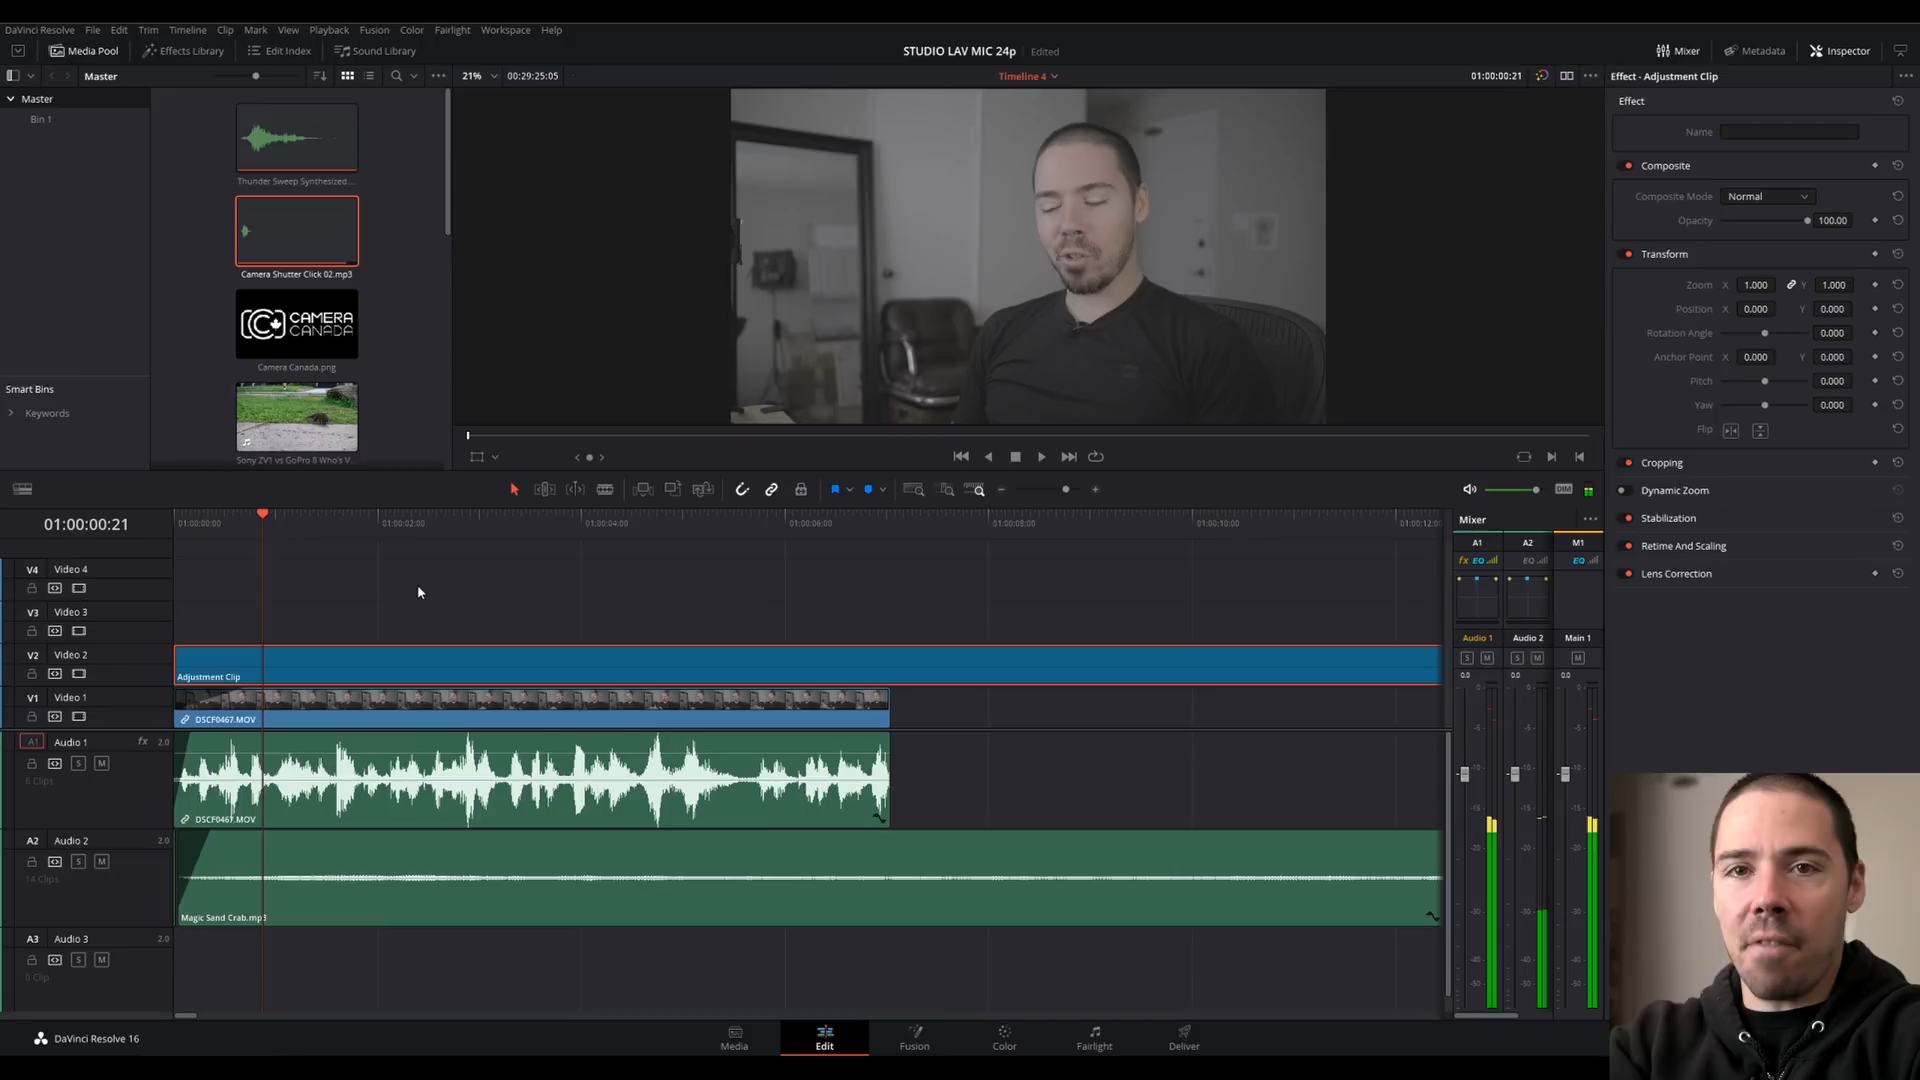 DaVinci Resolve File Edit Trim Timeline Clip Mark View Playback Fusion Color Fairlight Workspace Help
Media Pool Effects Library Edit Index Sound Library STUDIO LAV MIC 24p Edited Mixer Metadata Inspector
Master 21% 00:29:25:05 Timeline 4 01:00:00:21 Effect - Adjustment Clip
Master
Bin 1
Thunder Sweep Synthesized...
Camera Shutter Click 02.mp3
CAMERA
CANADA
Camera Canada.png
Sony ZV1 vs GoPro 8 Who's V...
Smart Bins
Keywords
Effect
Name
Composite
Composite Mode Normal
Opacity 100.00
Transform
Zoom X 1.000 Y 1.000
Position X 0.000 Y 0.000
Rotation Angle 0.000
Anchor Point X 0.000 Y 0.000
Pitch 0.000
Yaw 0.000
Flip
Cropping
Dynamic Zoom
Stabilization
Retime And Scaling
Lens Correction
DIM
01:00:00:21
01:00:00:00 01:00:02:00 01:00:04:00 01:00:06:00 01:00:08:00 01:00:10:00 01:00:12:0
V4 Video 4
V3 Video 3
V2 Video 2
Adjustment Clip
V1 Video 1
DSCF0467.MOV
A1 Audio 1 fx 2.0
S M
6 Clips
DSCF0467.MOV
A2 Audio 2 2.0
S M
14 Clips
Magic Sand Crab.mp3
A3 Audio 3 2.0
S M
0 Clip
Mixer
A1 A2 M1
fx EQ EQ EQ
Audio 1 Audio 2 Main 1
S M S M M
0.0 0.0 0.0
DaVinci Resolve 16
Media Edit Fusion Color Fairlight Deliver